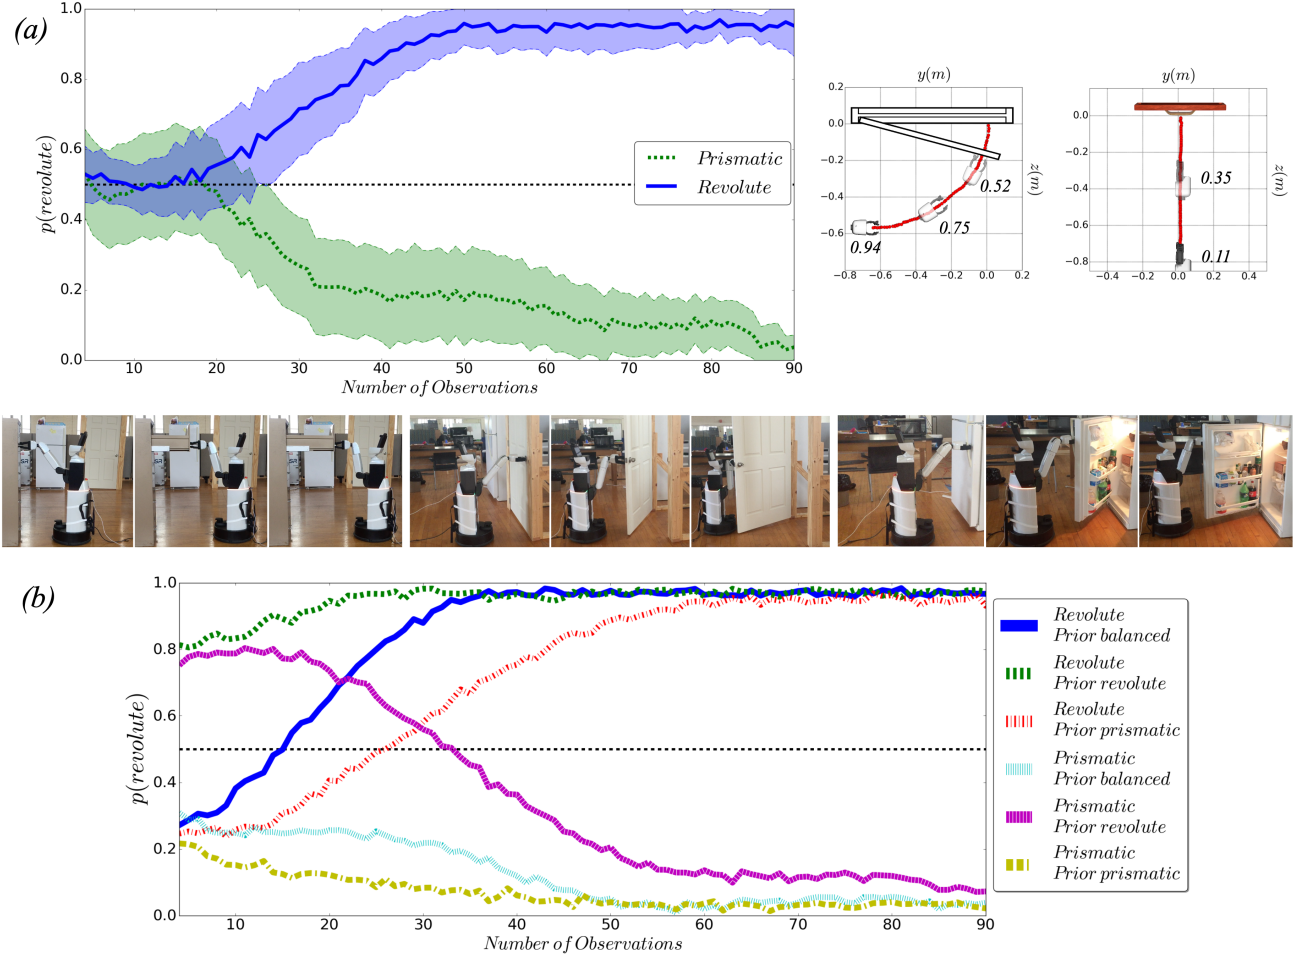 (a)
1.0
0.8
0.6
0.4
0.2
0.0
p(revolute)
Prismatic
Revolute
10
20
30
40
50
60
70
80
90
Number of Observations
y(m)
0.2
0.0
−0.2
−0.4
−0.6
0.52
0.75
0.94
−0.8
−0.6
−0.4
−0.2
0.0
0.2
z(m)
y(m)
0.0
−0.2
−0.4
−0.6
−0.8
0.35
0.11
−0.4
−0.2
0.0
0.2
0.4
z(m)
(b)
1.0
0.8
0.6
0.4
0.2
0.0
p(revolute)
10
20
30
40
50
60
70
80
90
Number of Observations
Revolute
Prior balanced
Revolute
Prior revolute
Revolute
Prior prismatic
Prismatic
Prior balanced
Prismatic
Prior revolute
Prismatic
Prior prismatic